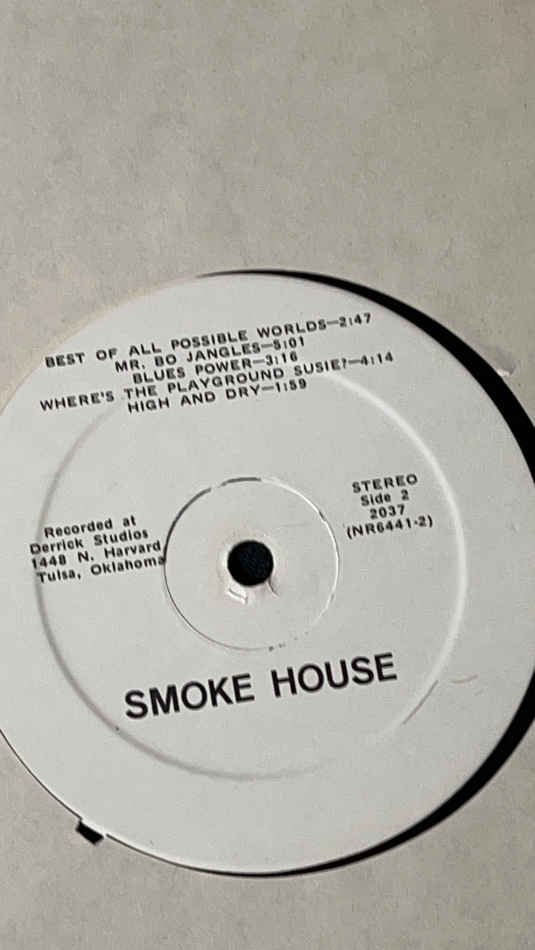 BEST OF ALL POSSIBLE WORLDS—2:47
MR. BO JANGLES—5:01
BLUES POWER—3:16
WHERE'S THE PLAYGROUND SUSIE?—4:14
HIGH AND DRY—1:59
Recorded at
Derrick Studios
1448 N. Harvard
Tulsa, Oklahoma
STEREO
Side 2
2037
(NR6441-2)
SMOKE HOUSE